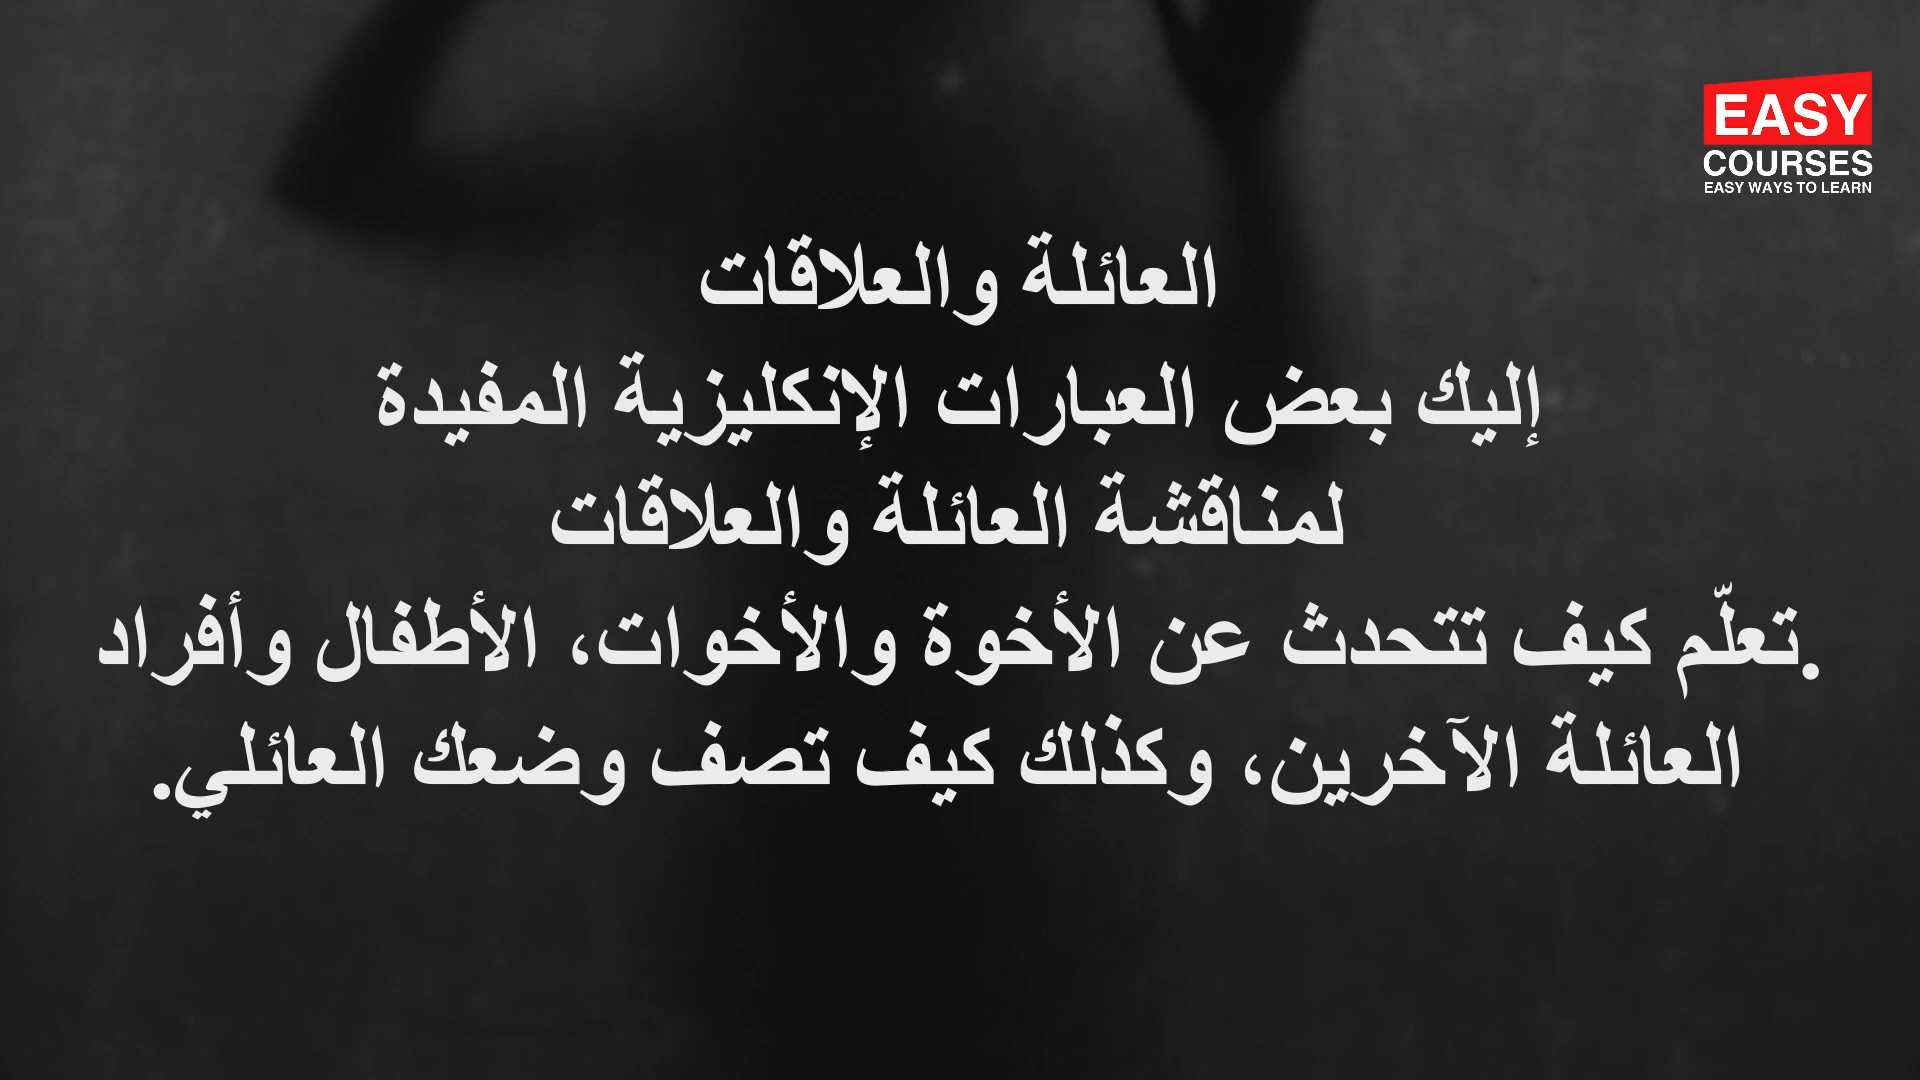 EASY
COURSES
EASY WAYS TO LEARN
العائلة والعلاقات
إليك بعض العبارات الإنكليزية المفيدة
لمناقشة العائلة والعلاقات
.تعلّم كيف تتحدث عن الأخوة والأخوات، الأطفال وأفراد
العائلة الآخرين، وكذلك كيف تصف وضعك العائلي.